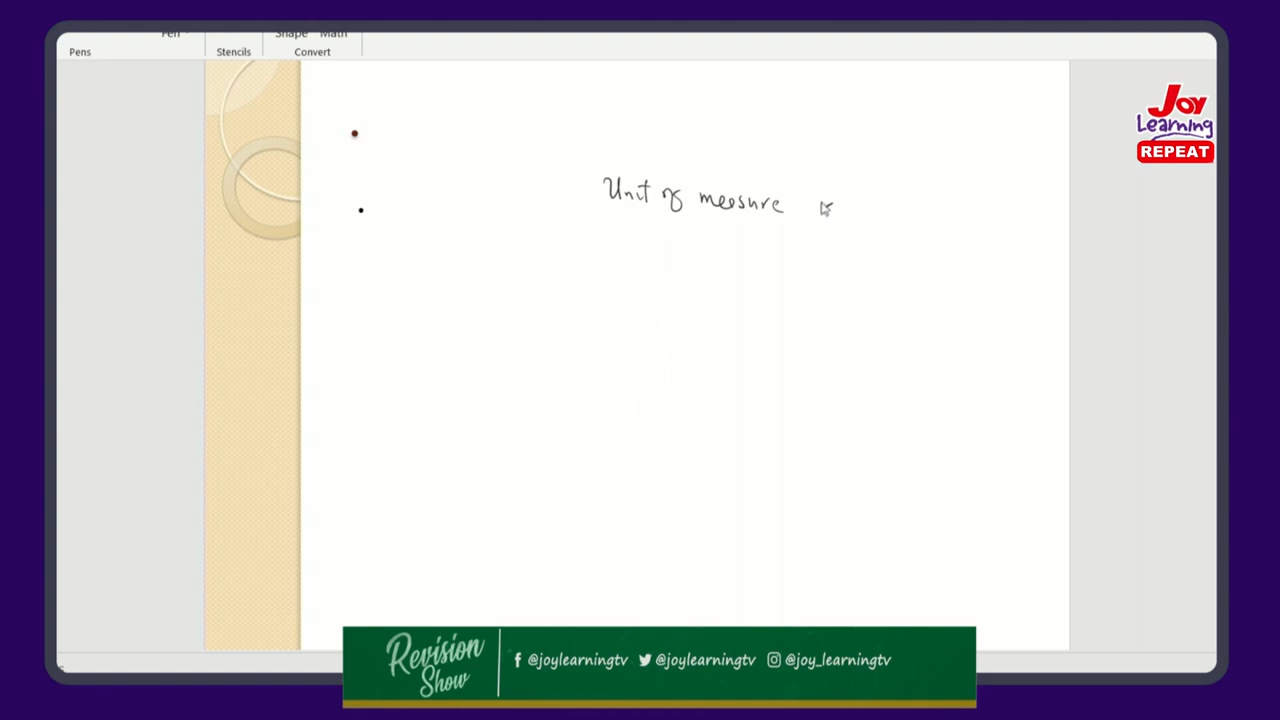 Pen
Shape Math
Pens
Stencils
Convert
Joy
Learning
REPEAT
Unit of measure
Revision
Show
@joylearningtv @joylearningtv @joy_learningtv